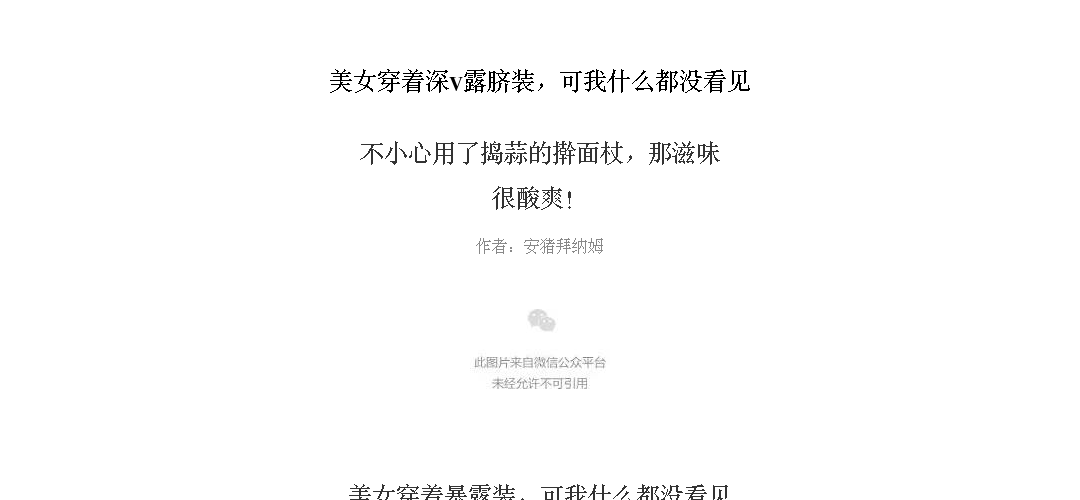 美女穿着深V露脐装，可我什么都没看见
不小心用了捣蒜的擀面杖，那滋味
很酸爽！
作者：安猪拜纳姆
此图片来自微信公众平台
未经允许不可引用
美女穿着暴露装，可我什么都没看见